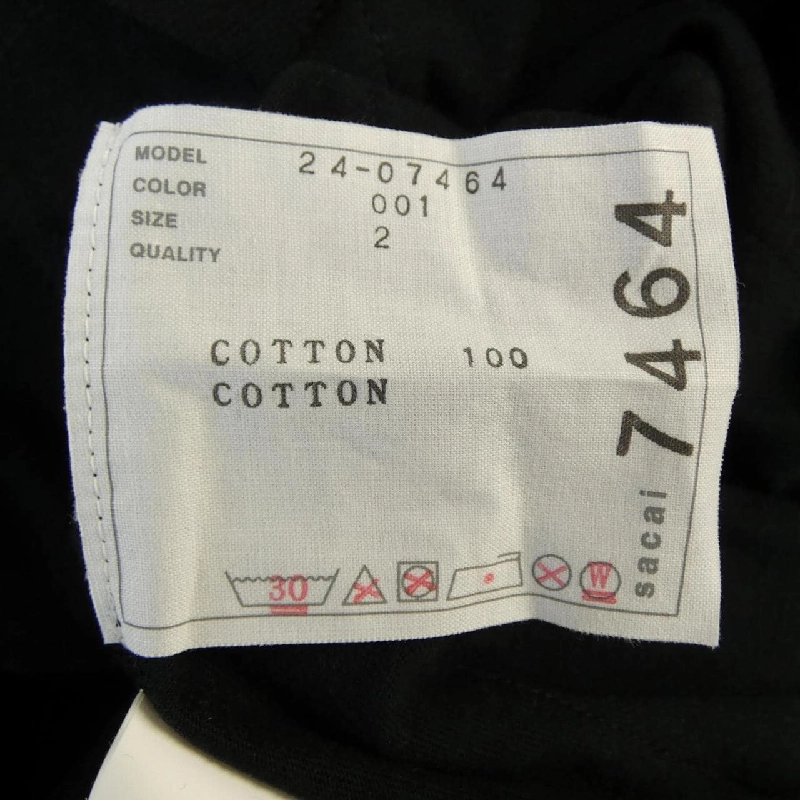 MODEL 24-07464
COLOR 001
SIZE 2
QUALITY
COTTON 100
COTTON
30
W
sacai 7464